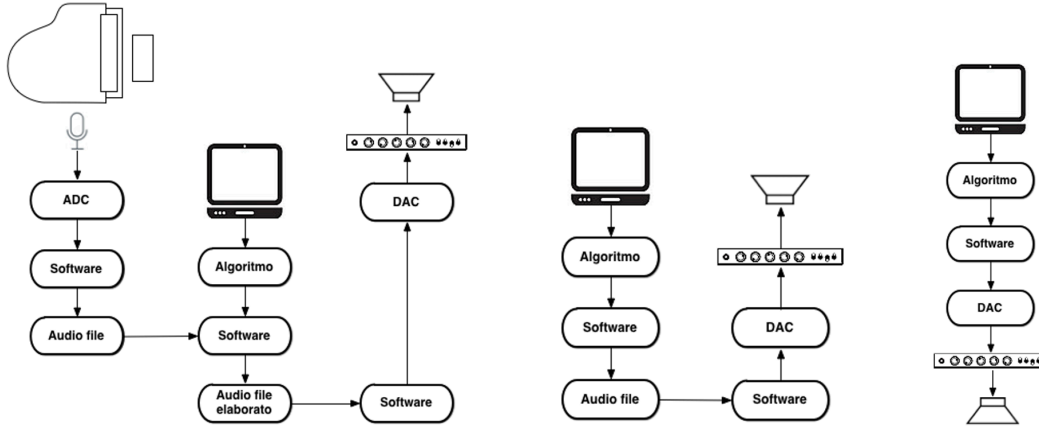 ADC
Software
Audio file
Algoritmo
Software
Audio file
elaborato
Software
DAC
Algoritmo
Software
Audio file
Software
DAC
Algoritmo
Software
DAC